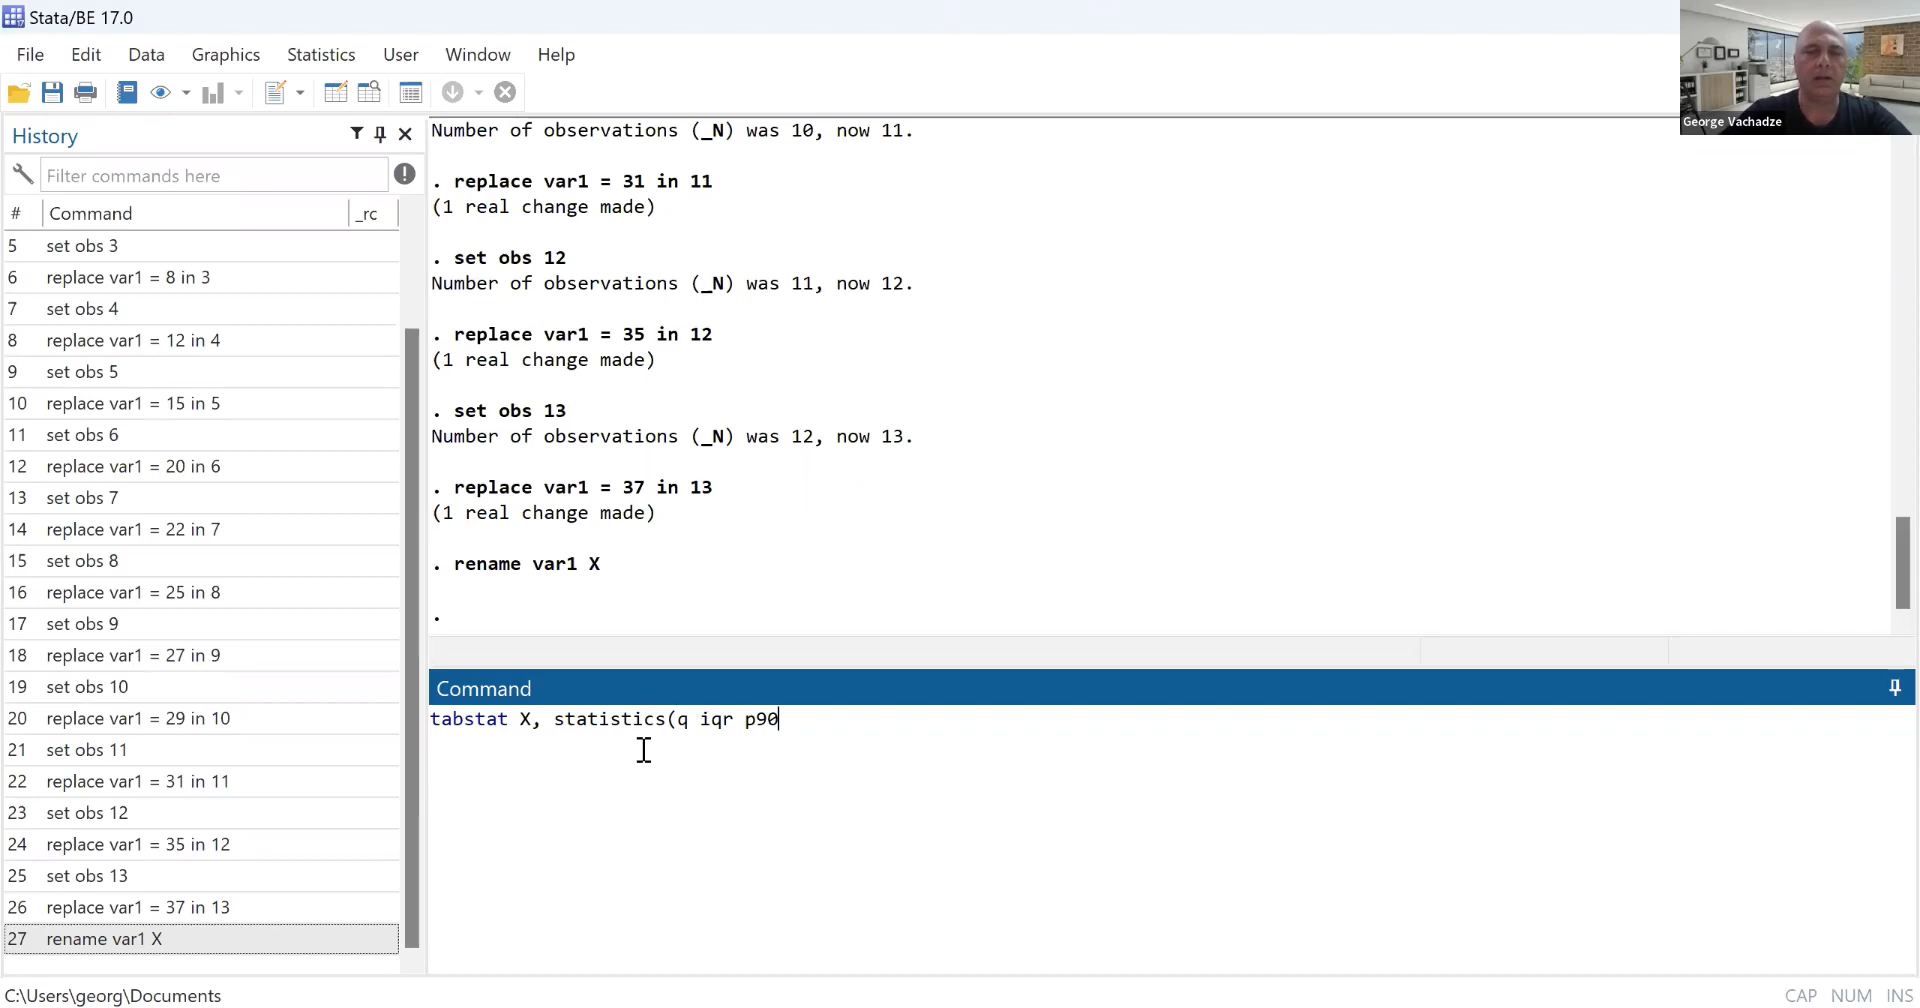 Stata/BE 17.0
File Edit Data Graphics Statistics User Window Help
George Vachadze
History
Filter commands here
# Command _rc
5 set obs 3
6 replace var1 = 8 in 3
7 set obs 4
8 replace var1 = 12 in 4
9 set obs 5
10 replace var1 = 15 in 5
11 set obs 6
12 replace var1 = 20 in 6
13 set obs 7
14 replace var1 = 22 in 7
15 set obs 8
16 replace var1 = 25 in 8
17 set obs 9
18 replace var1 = 27 in 9
19 set obs 10
20 replace var1 = 29 in 10
21 set obs 11
22 replace var1 = 31 in 11
23 set obs 12
24 replace var1 = 35 in 12
25 set obs 13
26 replace var1 = 37 in 13
27 rename var1 X
Number of observations (_N) was 10, now 11.
. replace var1 = 31 in 11
(1 real change made)
. set obs 12
Number of observations (_N) was 11, now 12.
. replace var1 = 35 in 12
(1 real change made)
. set obs 13
Number of observations (_N) was 12, now 13.
. replace var1 = 37 in 13
(1 real change made)
. rename var1 X
.
Command
tabstat X, statistics(q iqr p90
C:\Users\georg\Documents
CAP NUM INS